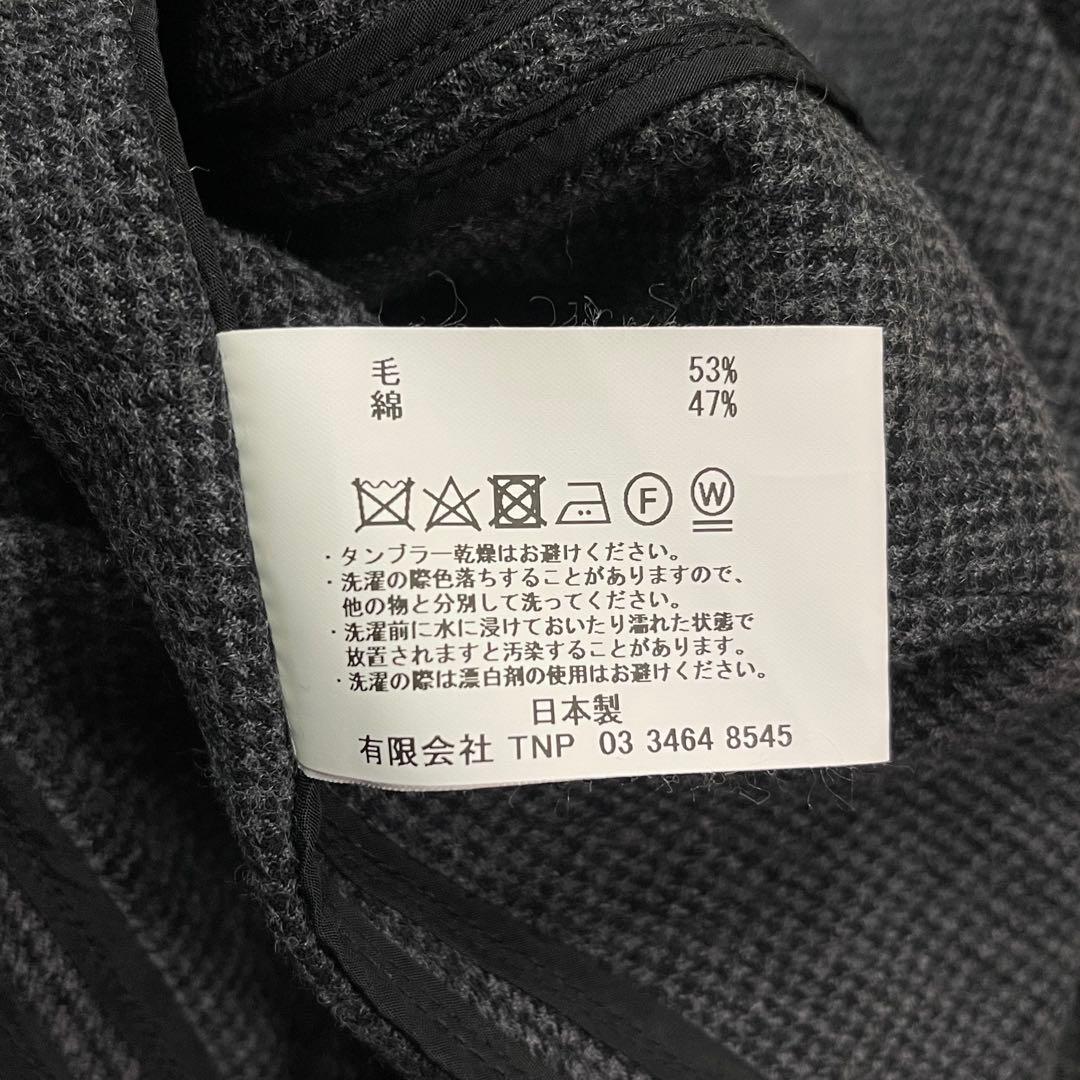 毛 53%
綿 47%
F W
・タンブラー乾燥はお避けください。
・洗濯の際色落ちすることがありますので、
他の物と分別して洗ってください。
・洗濯前に水に浸けておいたり濡れた状態で
放置されますと汚染することがあります。
・洗濯の際は漂白剤の使用はお避けください。
日本製
有限会社 TNP 03 3464 8545